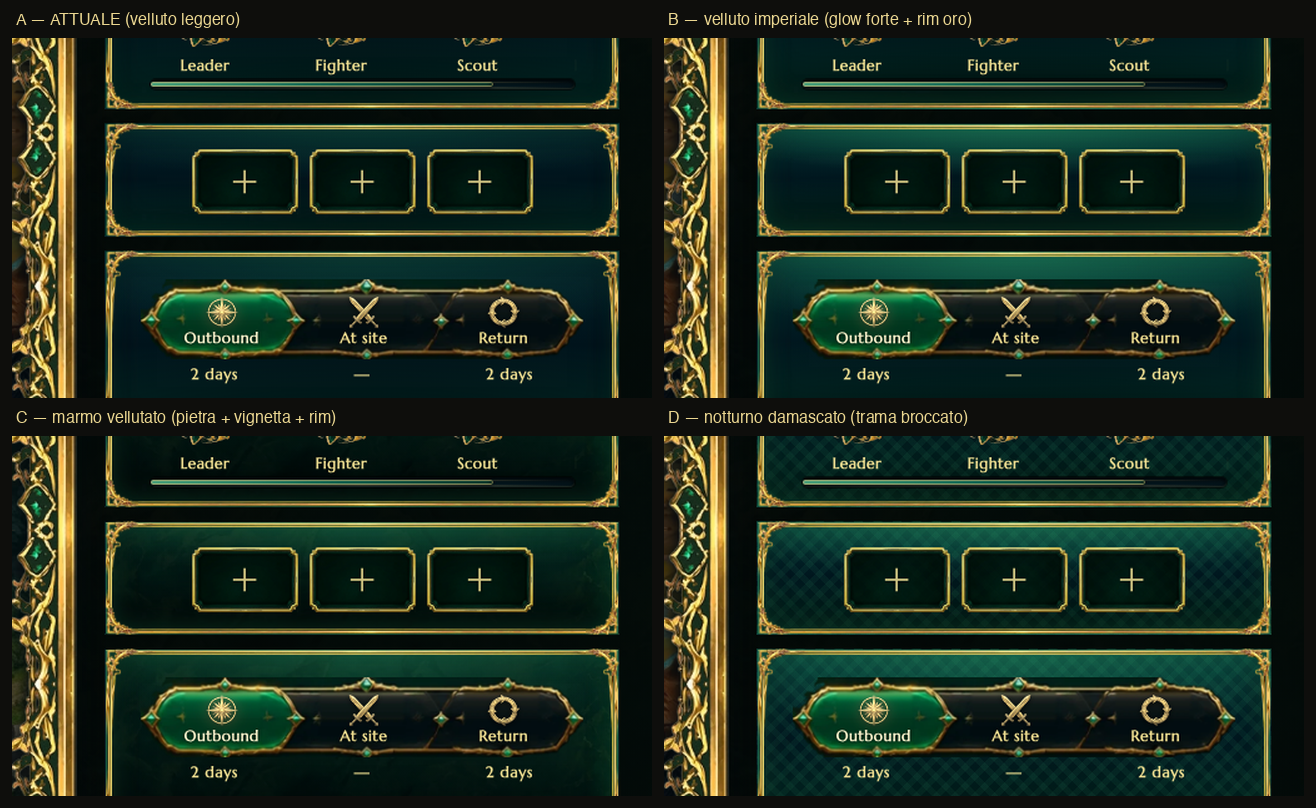 A — ATTUALE (velluto leggero)
Leader Fighter Scout
Outbound At site Return
2 days — 2 days
B — velluto imperiale (glow forte + rim oro)
Leader Fighter Scout
Outbound At site Return
2 days — 2 days
C — marmo vellutato (pietra + vignetta + rim)
Leader Fighter Scout
Outbound At site Return
2 days — 2 days
D — notturno damascato (trama broccato)
Leader Fighter Scout
Outbound At site Return
2 days — 2 days